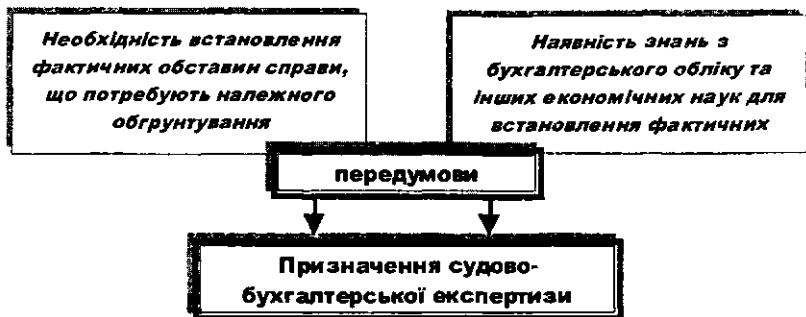 Необхідність встановлення
фактичних обставин справи,
що потребують належного
обгрунтування
Наявність знань з
бухгалтерського обліку та
інших економічних наук для
встановлення фактичних
передумови
Призначення судово-
бухгалтерської експертизи